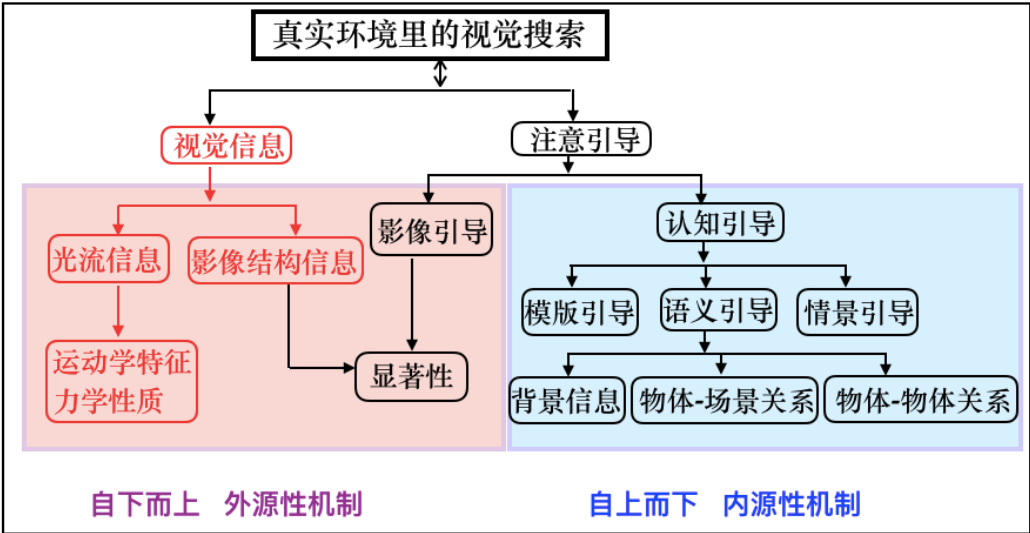 真实环境里的视觉搜索
视觉信息
注意引导
光流信息
影像结构信息
影像引导
认知引导
模版引导
语义引导
情景引导
运动学特征
力学性质
显著性
背景信息
物体-场景关系
物体-物体关系
自下而上 外源性机制
自上而下 内源性机制